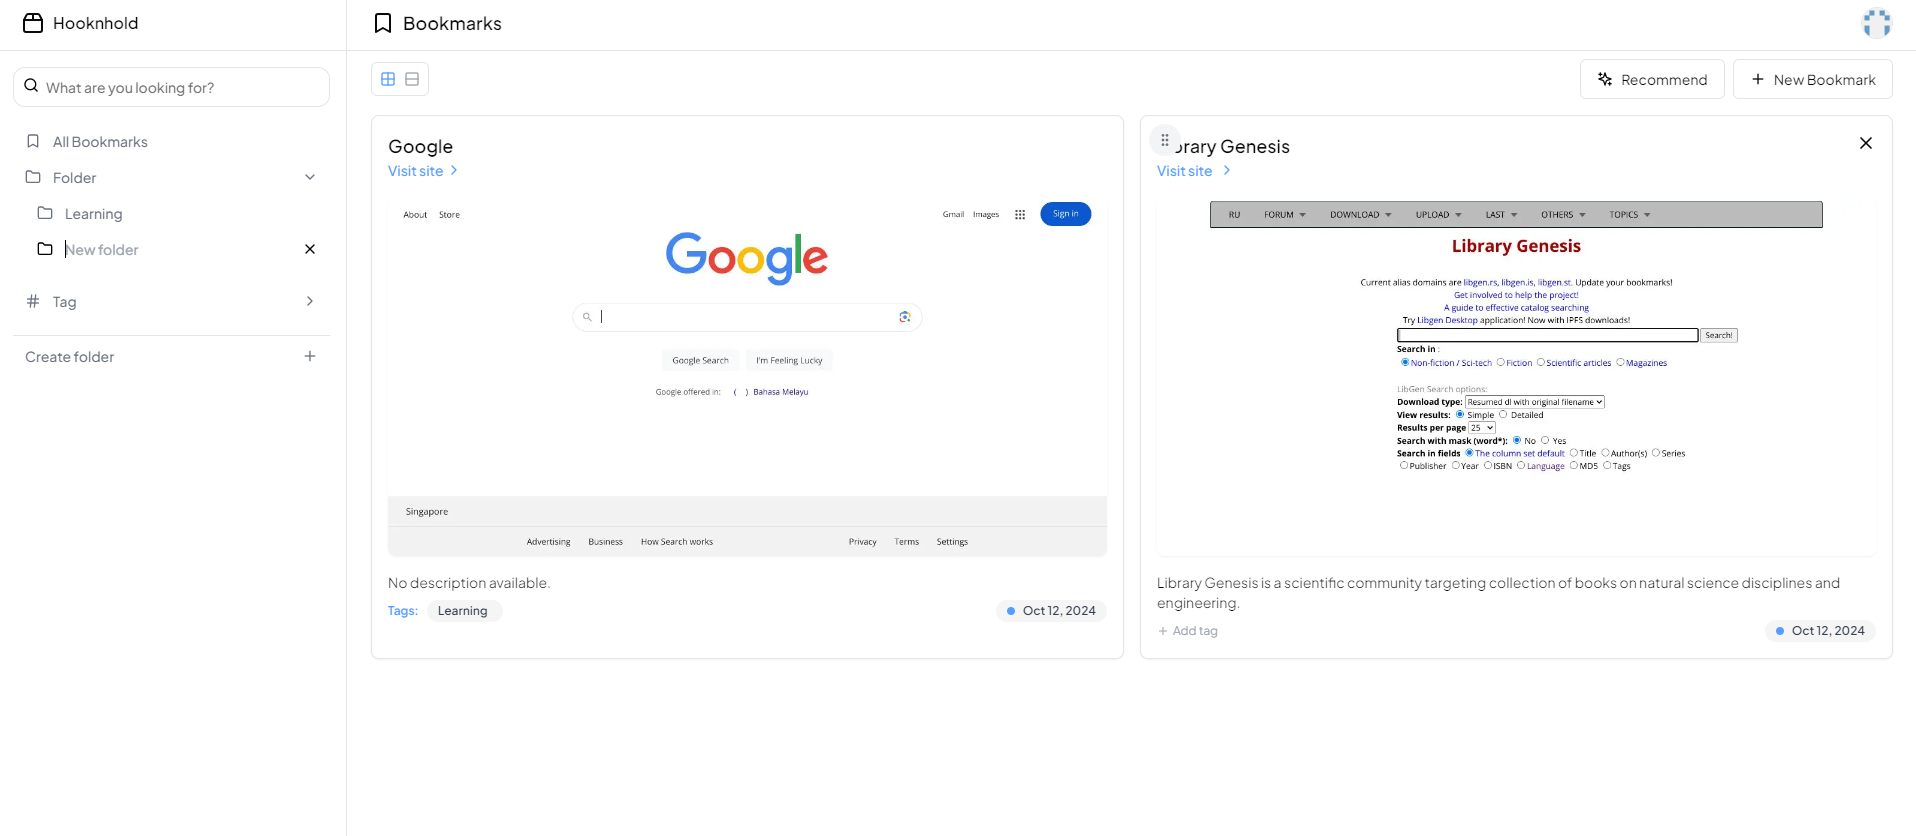 Hooknhold
Bookmarks
What are you looking for?
All Bookmarks
Folder
Learning
New folder
Tag
Create folder
Recommend
New Bookmark
Google
Visit site
About Store
Gmail Images Sign in
Google
Google Search I'm Feeling Lucky
Google offered in: ( ) Bahasa Melayu
Singapore
Advertising Business How Search works Privacy Terms Settings
No description available.
Tags: Learning Oct 12, 2024
brary Genesis
Visit site
RU FORUM DOWNLOAD UPLOAD LAST OTHERS TOPICS
Library Genesis
Current alias domains are libgen.rs, libgen.is, libgen.st. Update your bookmarks!
Get involved to help the project!
A guide to effective catalog searching
Try Libgen Desktop application! Now with IPFS downloads!
Search!
Search in :
Non-fiction / Sci-tech Fiction Scientific articles Magazines
LibGen Search options:
Download type: Resumed dl with original filename
View results: Simple Detailed
Results per page 25
Search with mask (word*): No Yes
Search in fields The column set default Title Author(s) Series
Publisher Year ISBN Language MD5 Tags
Library Genesis is a scientific community targeting collection of books on natural science disciplines and
engineering.
+ Add tag Oct 12, 2024